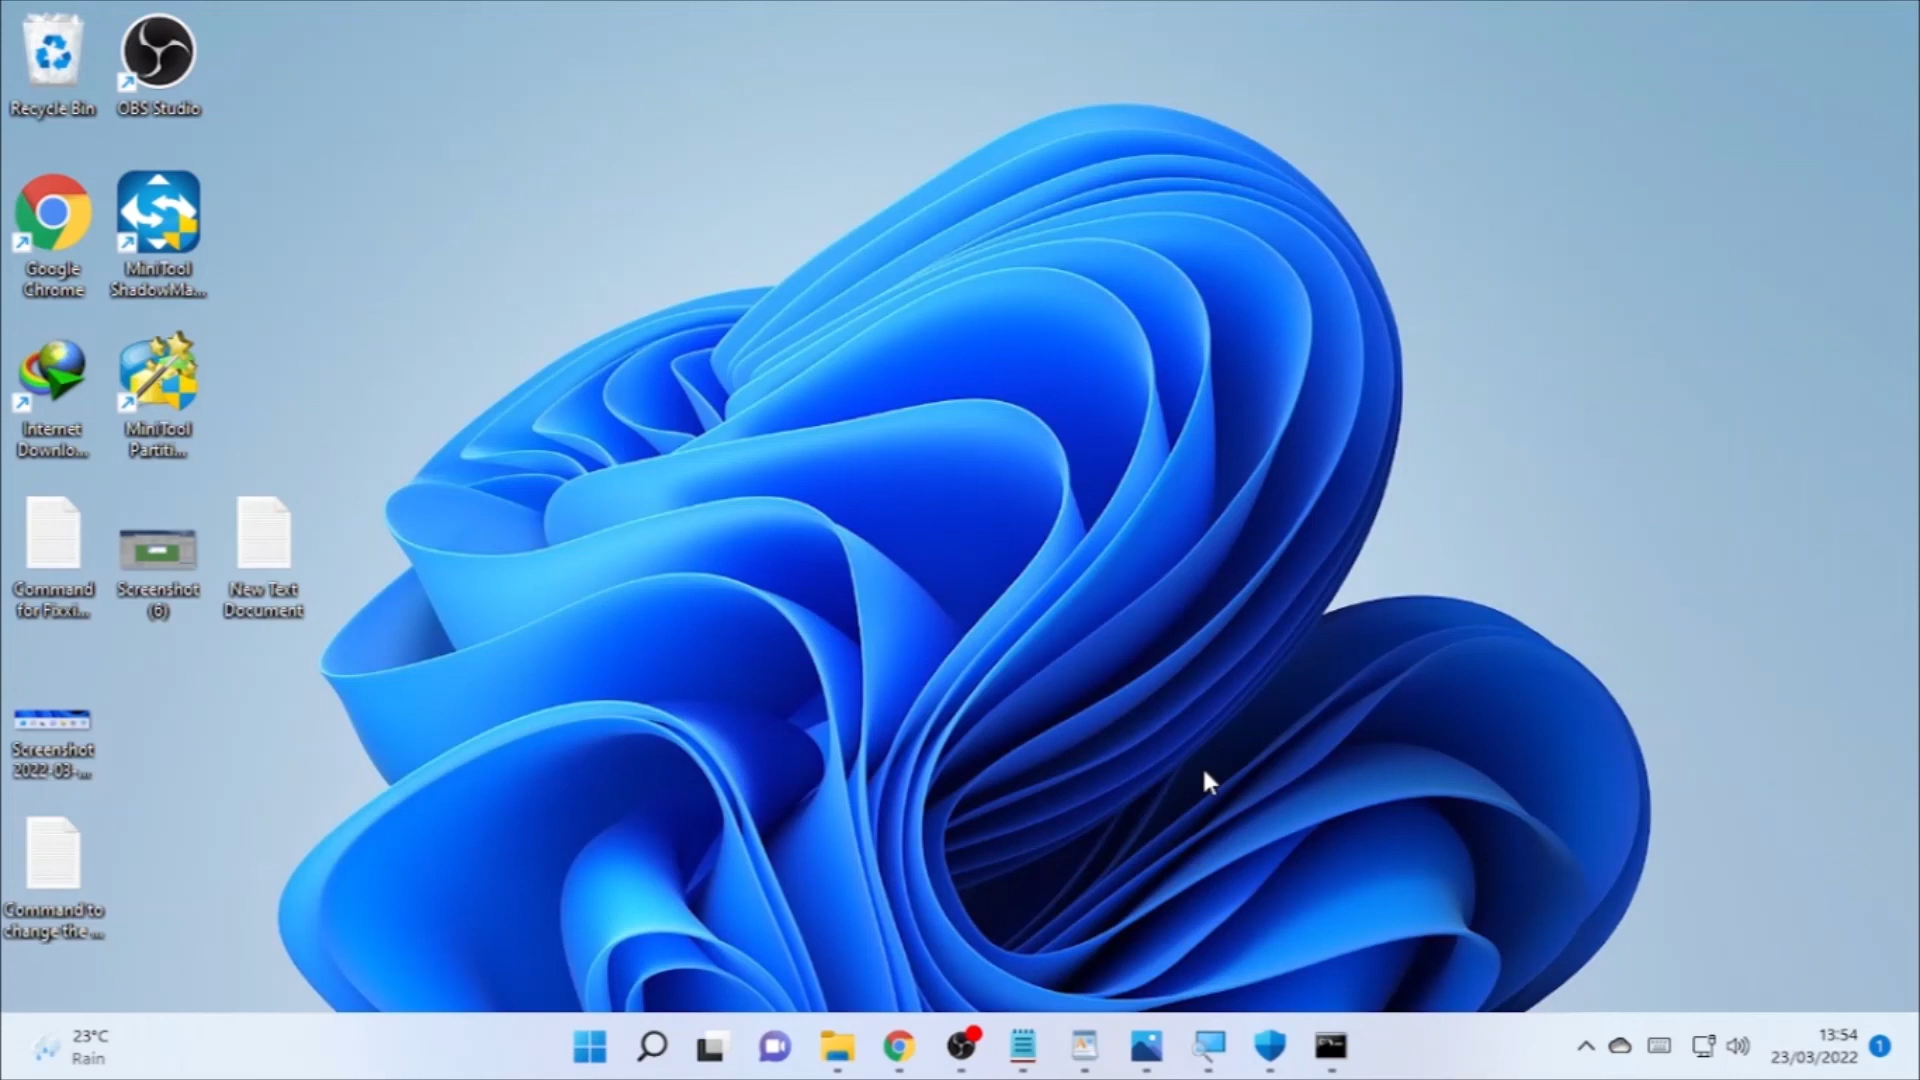 Recycle Bin
OBS Studio
Google
Chrome
MiniTool
ShadowMa...
Internet
Downlo...
MiniTool
Partiti...
Command
for Fixxi...
Screenshot
(6)
New Text
Document
Screenshot
2022-03-...
Command to
change the ...
23°C
Rain
13:54
23/03/2022
1